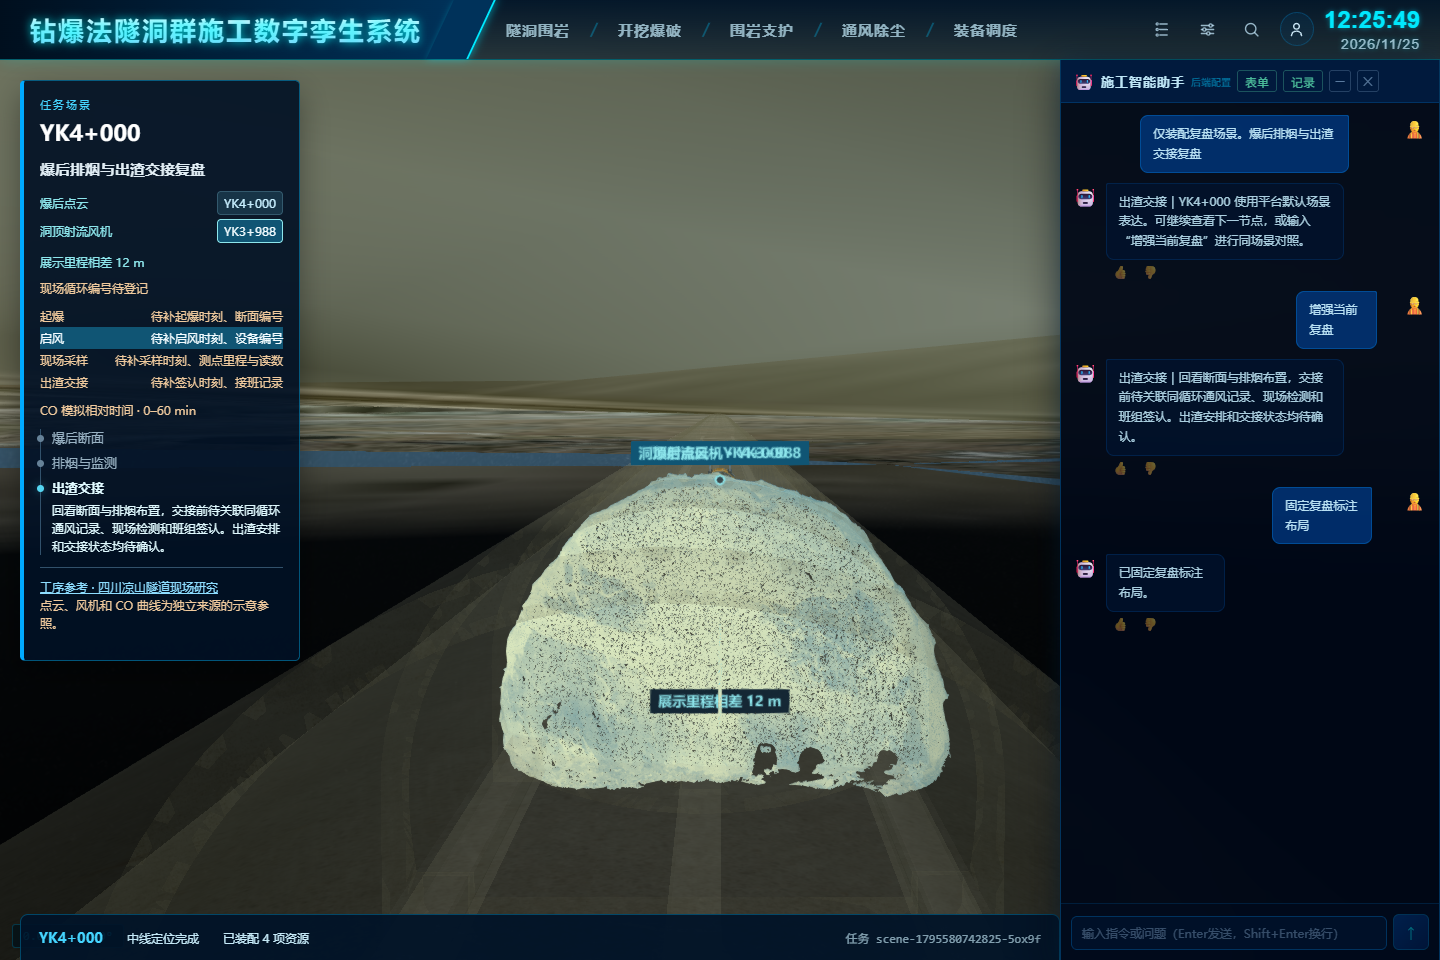 钻爆法隧洞群施工数字孪生系统
隧洞围岩 / 开挖爆破 / 围岩支护 / 通风除尘 / 装备调度
12:25:49
2026/11/25
任务场景
YK4+000
爆后排烟与出渣交接复盘
爆后点云 YK4+000
洞顶射流风机 YK3+988
展示里程相差 12 m
现场循环编号待登记
起爆 待补起爆时刻、断面编号
启风 待补启风时刻、设备编号
现场采样 待补采样时刻、测点里程与读数
出渣交接 待补签认时刻、接班记录
CO 模拟相对时间 · 0–60 min
爆后断面
排烟与监测
出渣交接
回看断面与排烟布置，交接前待关联同循环
通风记录、现场检测和班组签认。出渣安排
和交接状态均待确认。
工序参考 · 四川凉山隧道现场研究
点云、风机和 CO 曲线为独立来源的示意参
照。
展示里程相差 12 m
YK4+000 中线定位完成 已装配 4 项资源
任务 scene-1795580742825-5ox9f
施工智能助手 后端配置 表单 记录
仅装配复盘场景。爆后排烟与出渣
交接复盘
出渣交接 | YK4+000 使用平台默认场景
表达。可继续查看下一节点，或输入
“增强当前复盘”进行同场景对照。
增强当前
复盘
出渣交接 | 回看断面与排烟布置，交接
前待关联同循环通风记录、现场检测和
班组签认。出渣安排和交接状态均待确
认。
固定复盘标注
布局
已固定复盘标注
布局。
输入指令或问题（Enter发送，Shift+Enter换行）